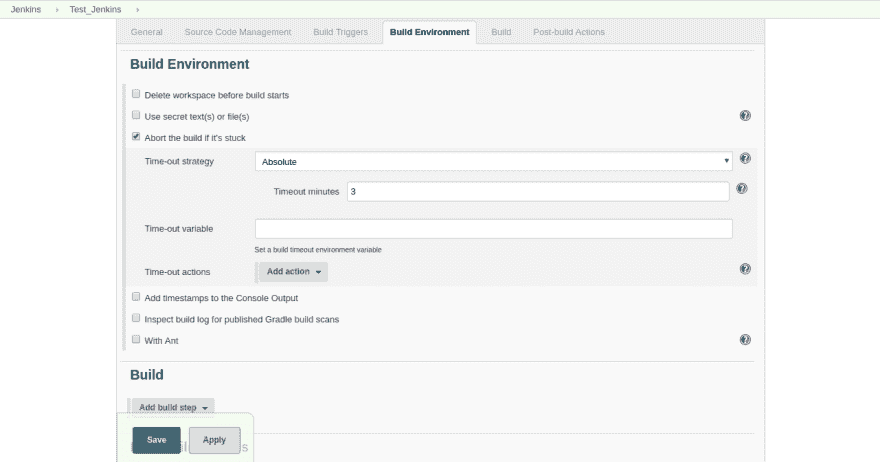 Jenkins › Test_Jenkins ›
General Source Code Management Build Triggers Build Environment Build Post-build Actions
Build Environment
Delete workspace before build starts
Use secret text(s) or file(s)
Abort the build if it's stuck
Time-out strategy Absolute
Timeout minutes 3
Time-out variable
Set a build timeout environment variable
Time-out actions Add action
Add timestamps to the Console Output
Inspect build log for published Gradle build scans
With Ant
Build
Add build step
Save Apply